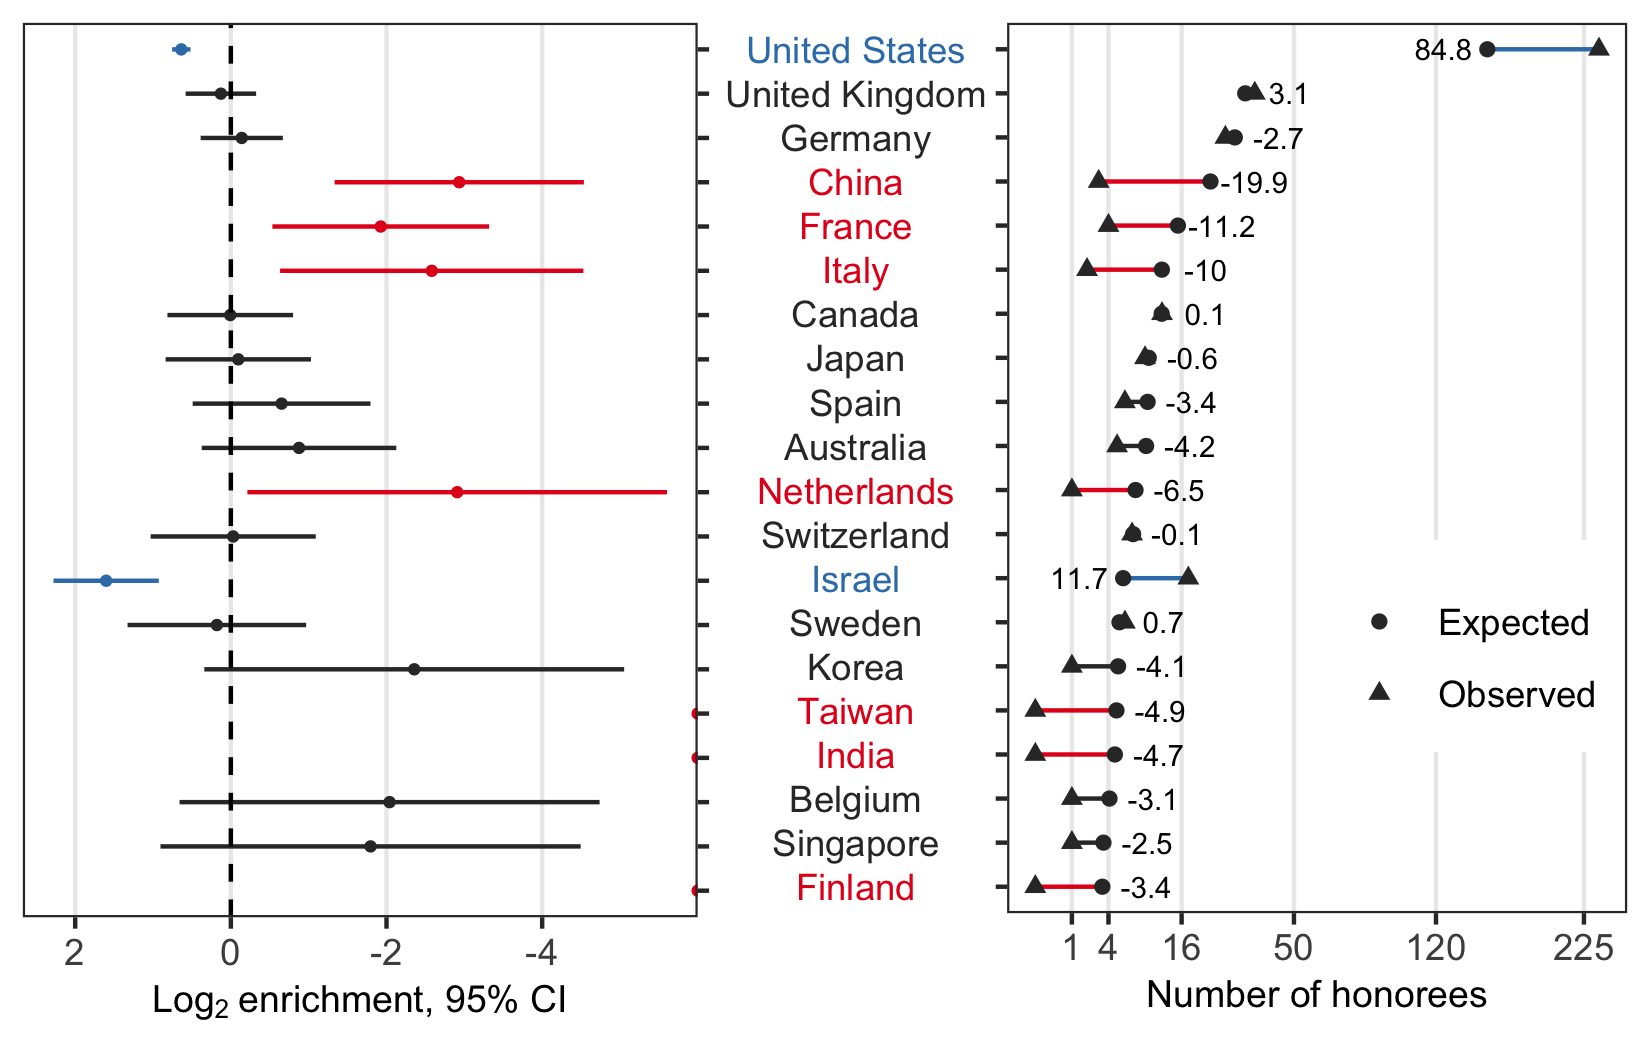 United States 84.8
United Kingdom 3.1
Germany -2.7
China -19.9
France -11.2
Italy -10
Canada 0.1
Japan -0.6
Spain -3.4
Australia -4.2
Netherlands -6.5
Switzerland -0.1
Israel 11.7
Sweden 0.7
Korea -4.1
Taiwan -4.9
India -4.7
Belgium -3.1
Singapore -2.5
Finland -3.4
Expected
Observed
2 0 -2 -4
Log₂ enrichment, 95% CI
1 4 16 50 120 225
Number of honorees